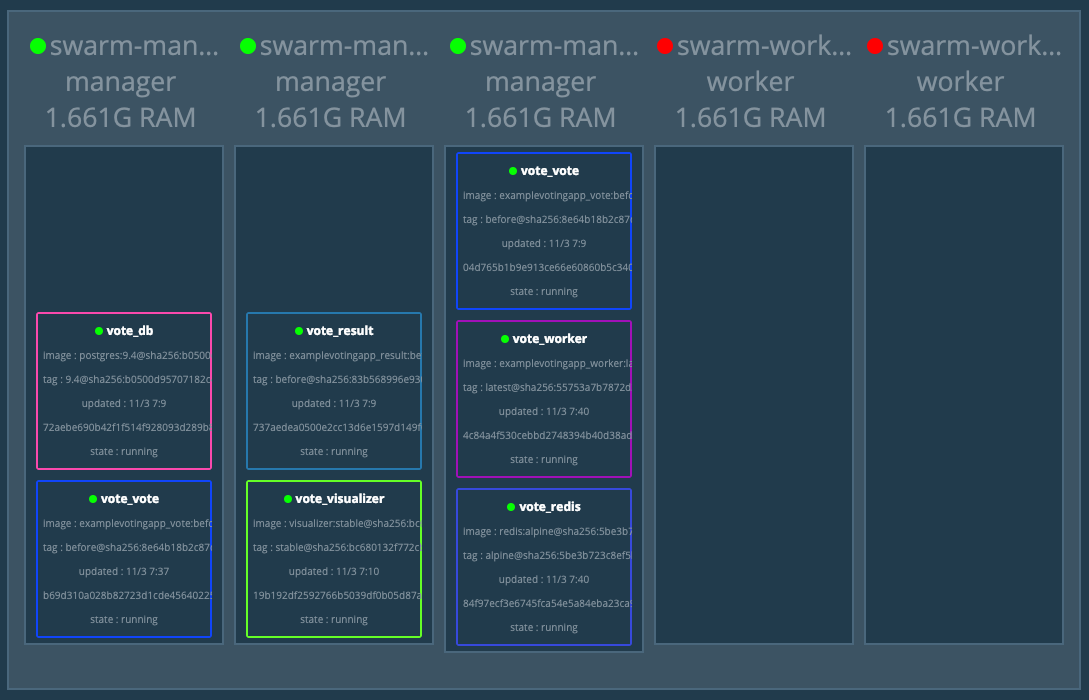 swarm-man...
manager
1.661G RAM
swarm-man...
manager
1.661G RAM
swarm-man...
manager
1.661G RAM
swarm-work...
worker
1.661G RAM
swarm-work...
worker
1.661G RAM
vote_db
image : postgres:9.4@sha256:b0500
tag : 9.4@sha256:b0500d95707182
updated : 11/3 7:9
72aebe690b42f1f514f928093d289b
state : running
vote_vote
image : examplevotingapp_vote:befo
tag : before@sha256:8e64b18b2c87
updated : 11/3 7:37
b69d310a028b82723d1cde4564022
state : running
vote_result
image : examplevotingapp_result:be
tag : before@sha256:83b568996e93
updated : 11/3 7:9
737aedea0500e2cc13d6e1597d149f
state : running
vote_visualizer
image : visualizer:stable@sha256:bc
tag : stable@sha256:bc680132f772c
updated : 11/3 7:10
19b192df2592766b5039df0b05d87a
state : running
vote_vote
image : examplevotingapp_vote:befo
tag : before@sha256:8e64b18b2c87
updated : 11/3 7:9
04d765b1b9e913ce66e60860b5c340
state : running
vote_worker
image : examplevotingapp_worker:la
tag : latest@sha256:55753a7b7872d
updated : 11/3 7:40
4c84a4f530cebbd2748394b40d38ad
state : running
vote_redis
image : redis:alpine@sha256:5be3b7
tag : alpine@sha256:5be3b723c8ef5
updated : 11/3 7:40
84f97ecf3e6745fca54e5a84eba23ca
state : running